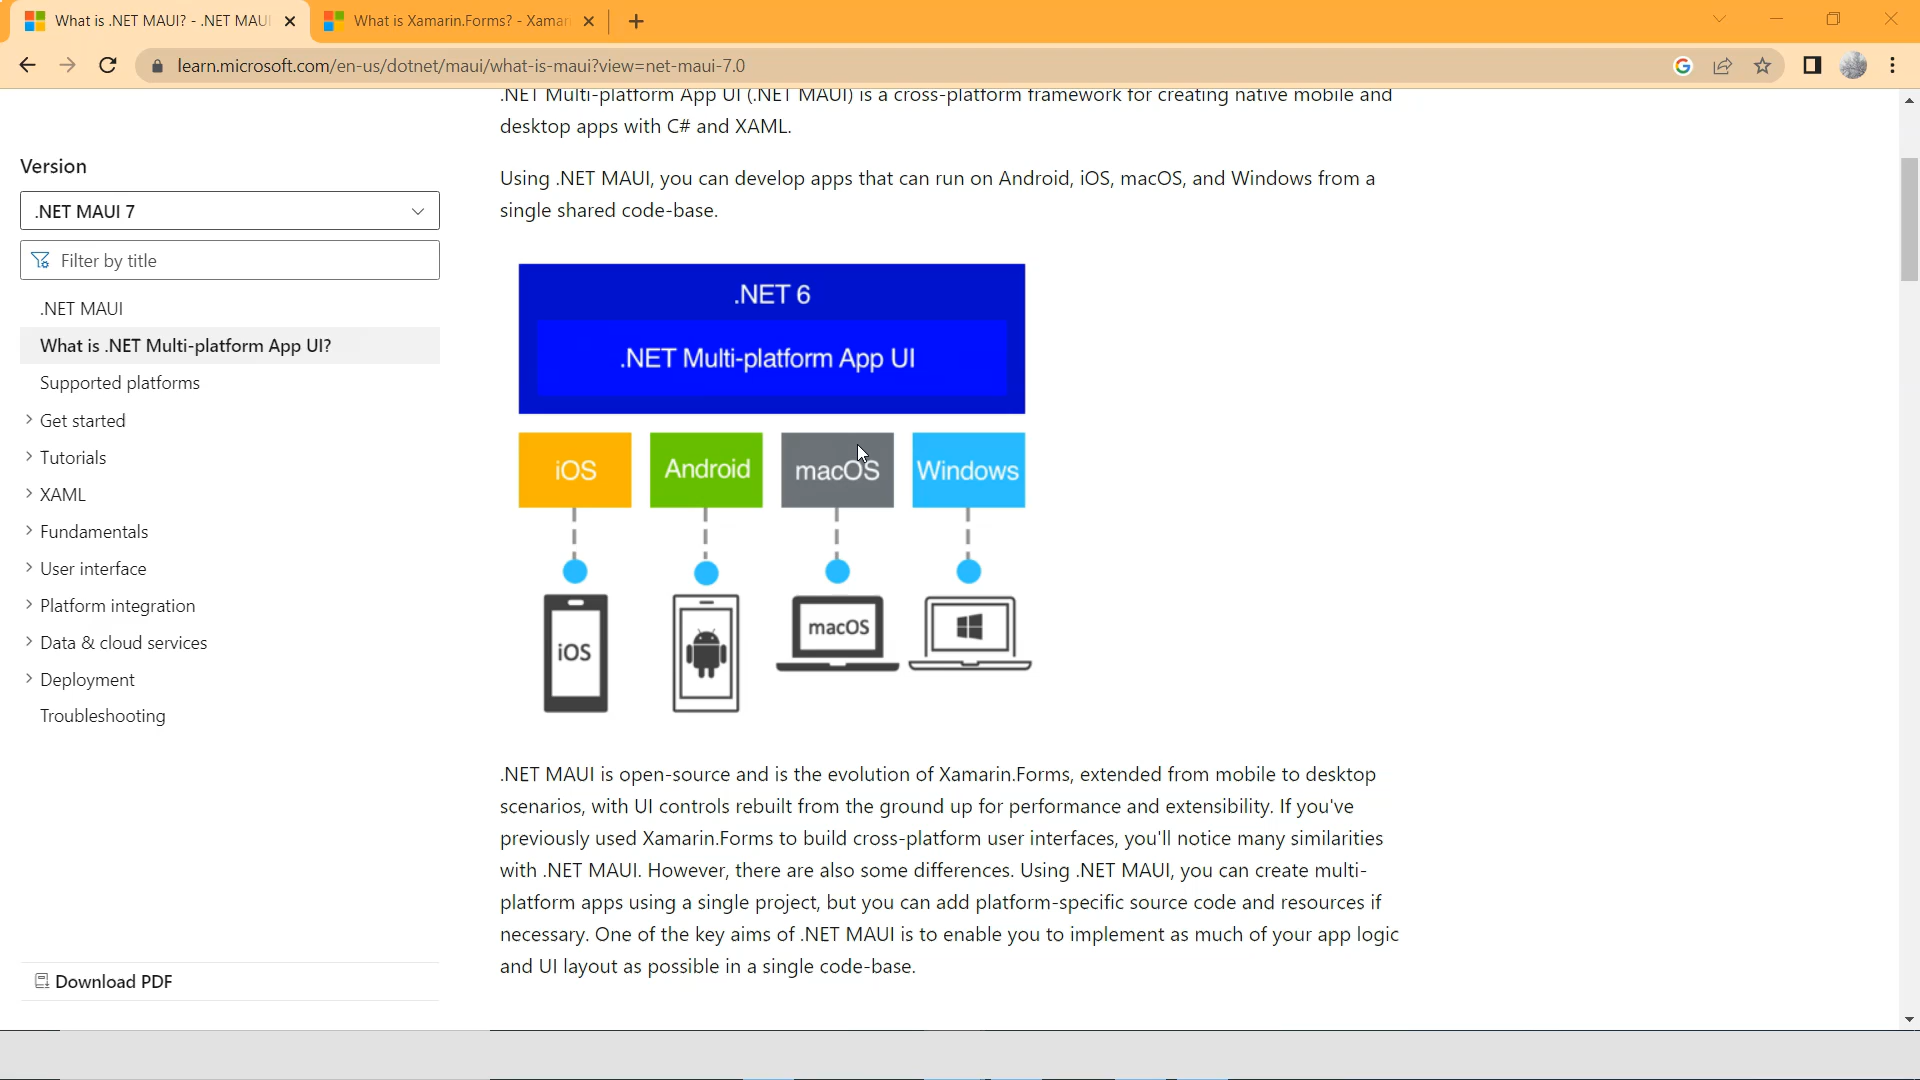 What is .NET MAUI? - .NET MAUI
What is Xamarin.Forms? - Xamari
learn.microsoft.com/en-us/dotnet/maui/what-is-maui?view=net-maui-7.0
Version
.NET MAUI 7
Filter by title
.NET MAUI
What is .NET Multi-platform App UI?
Supported platforms
Get started
Tutorials
XAML
Fundamentals
User interface
Platform integration
Data & cloud services
Deployment
Troubleshooting
Download PDF
.NET Multi-platform App UI (.NET MAUI) is a cross-platform framework for creating native mobile and
desktop apps with C# and XAML.
Using .NET MAUI, you can develop apps that can run on Android, iOS, macOS, and Windows from a
single shared code-base.
.NET 6
.NET Multi-platform App UI
iOS Android macOS Windows
iOS macOS
.NET MAUI is open-source and is the evolution of Xamarin.Forms, extended from mobile to desktop
scenarios, with UI controls rebuilt from the ground up for performance and extensibility. If you've
previously used Xamarin.Forms to build cross-platform user interfaces, you'll notice many similarities
with .NET MAUI. However, there are also some differences. Using .NET MAUI, you can create multi-
platform apps using a single project, but you can add platform-specific source code and resources if
necessary. One of the key aims of .NET MAUI is to enable you to implement as much of your app logic
and UI layout as possible in a single code-base.